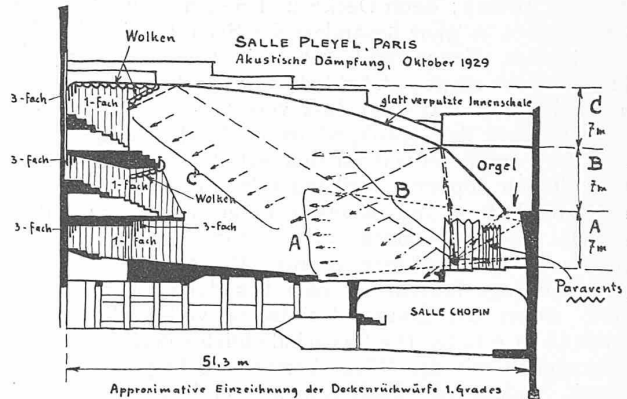 SALLE PLEYEL, PARIS
Akustische Dämpfung, Oktober 1929
Wolken
glatt verputzte Innenschale
3-Fach
1-Fach
C
7m
C
B
Orgel
B
7m
3-Fach
1-Fach
Wolken
A
A
7m
3-Fach
1-Fach
3-Fach
Paravents
SALLE CHOPIN
51,3 m
Approximative Einzeichnung der Deckenrückwürfe 1. Grades